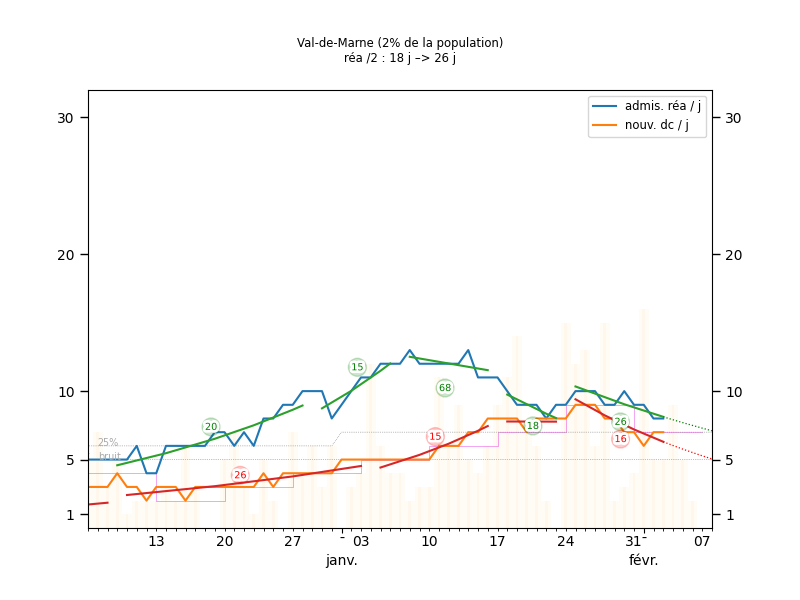 Val-de-Marne (2% de la population)
réa /2 : 18 j –> 26 j
admis. réa / j
nouv. dc / j
30
30
20
20
10
10
5
5
1
1
25%
bruit
20
26
15
68
15
18
26
16
13 20 27 - 03 10 17 24 31 - 07
janv. févr.